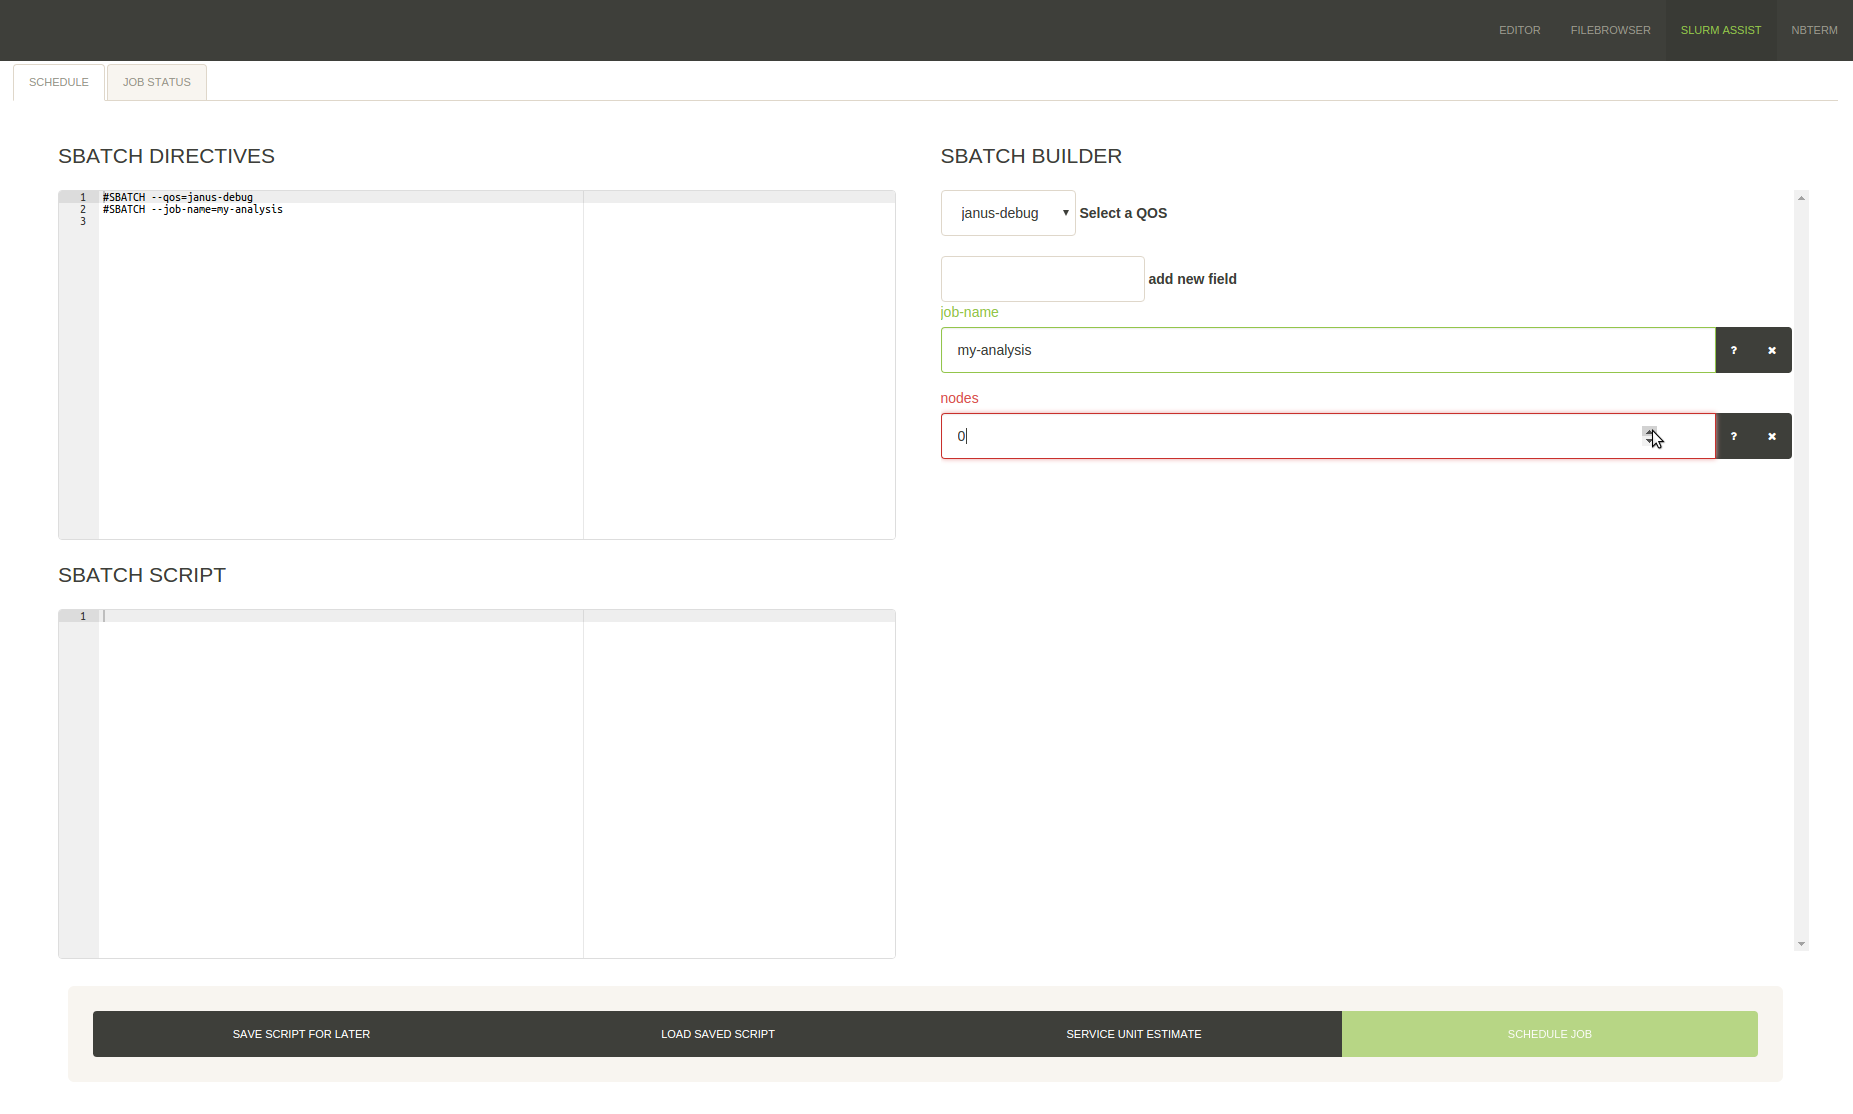 EDITOR FILEBROWSER SLURM ASSIST NBTERM
SCHEDULE JOB STATUS
SBATCH DIRECTIVES
1 #SBATCH --qos=janus-debug
2 #SBATCH --job-name=my-analysis
3
SBATCH SCRIPT
1
SBATCH BUILDER
janus-debug Select a QOS
add new field
job-name
my-analysis ? ×
nodes
0 ? ×
SAVE SCRIPT FOR LATER LOAD SAVED SCRIPT SERVICE UNIT ESTIMATE SCHEDULE JOB